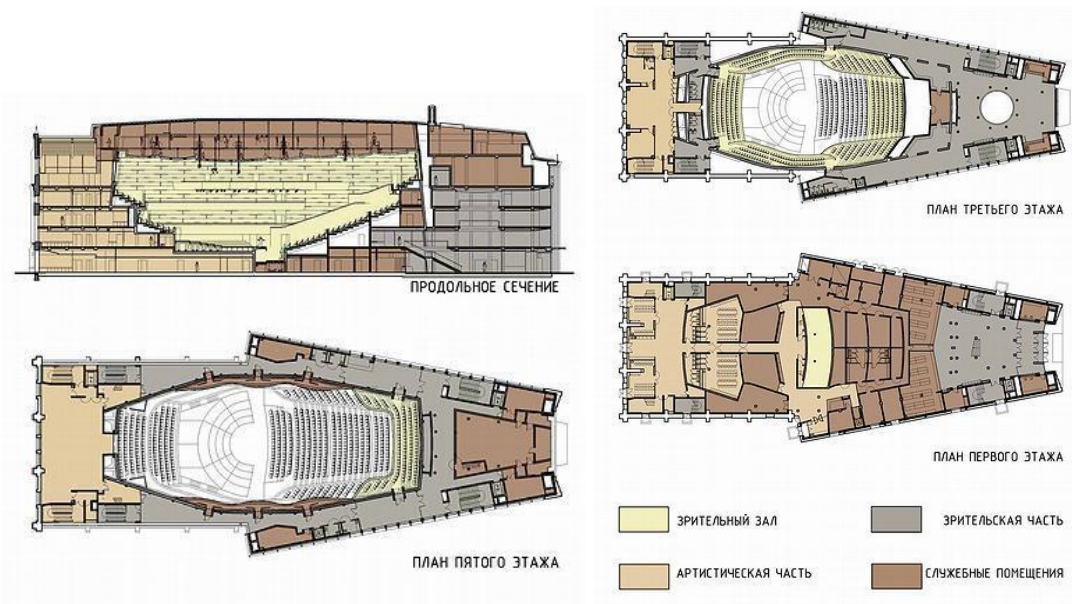 ПРОДОЛЬНОЕ СЕЧЕНИЕ
ПЛАН ПЯТОГО ЭТАЖА
ПЛАН ТРЕТЬЕГО ЭТАЖА
ПЛАН ПЕРВОГО ЭТАЖА
ЗРИТЕЛЬНЫЙ ЗАЛ
ЗРИТЕЛЬСКАЯ ЧАСТЬ
АРТИСТИЧЕСКАЯ ЧАСТЬ
СЛУЖЕБНЫЕ ПОМЕЩЕНИЯ